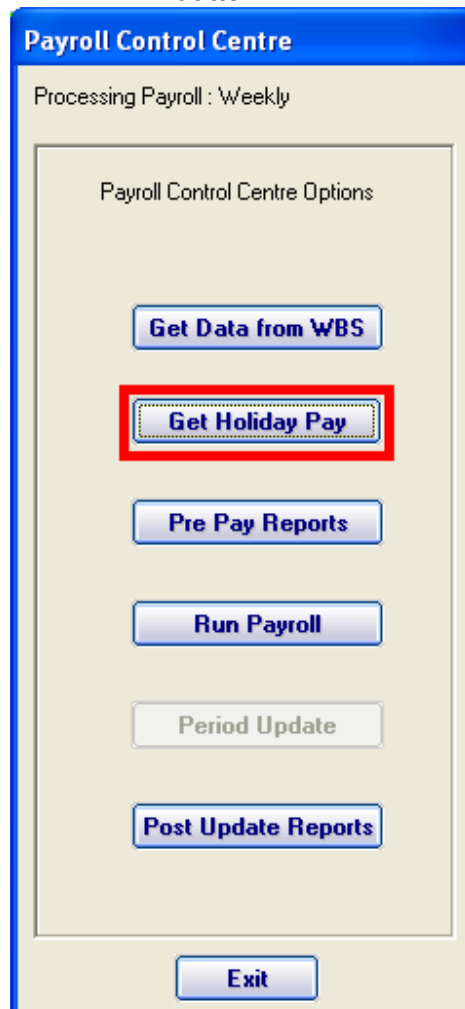 Payroll Control Centre
Processing Payroll : Weekly
Payroll Control Centre Options
Get Data from WBS
Get Holiday Pay
Pre Pay Reports
Run Payroll
Period Update
Post Update Reports
Exit